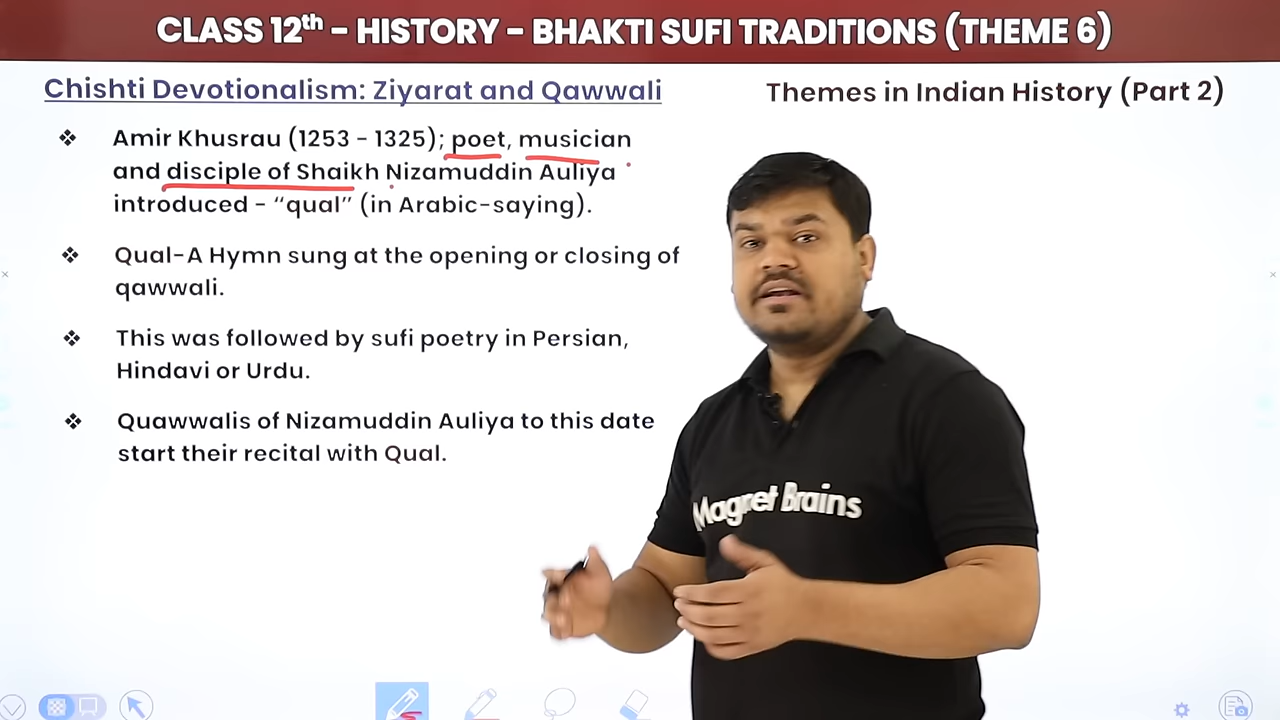 CLASS 12th - HISTORY - BHAKTI SUFI TRADITIONS (THEME 6)
Chishti Devotionalism: Ziyarat and Qawwali
Themes in Indian History (Part 2)
❖ Amir Khusrau (1253 - 1325); poet, musician
and disciple of Shaikh Nizamuddin Auliya
introduced - “qual” (in Arabic-saying).
❖ Qual-A Hymn sung at the opening or closing of
qawwali.
❖ This was followed by sufi poetry in Persian,
Hindavi or Urdu.
❖ Quawwalis of Nizamuddin Auliya to this date
start their recital with Qual.
Magnet Brains